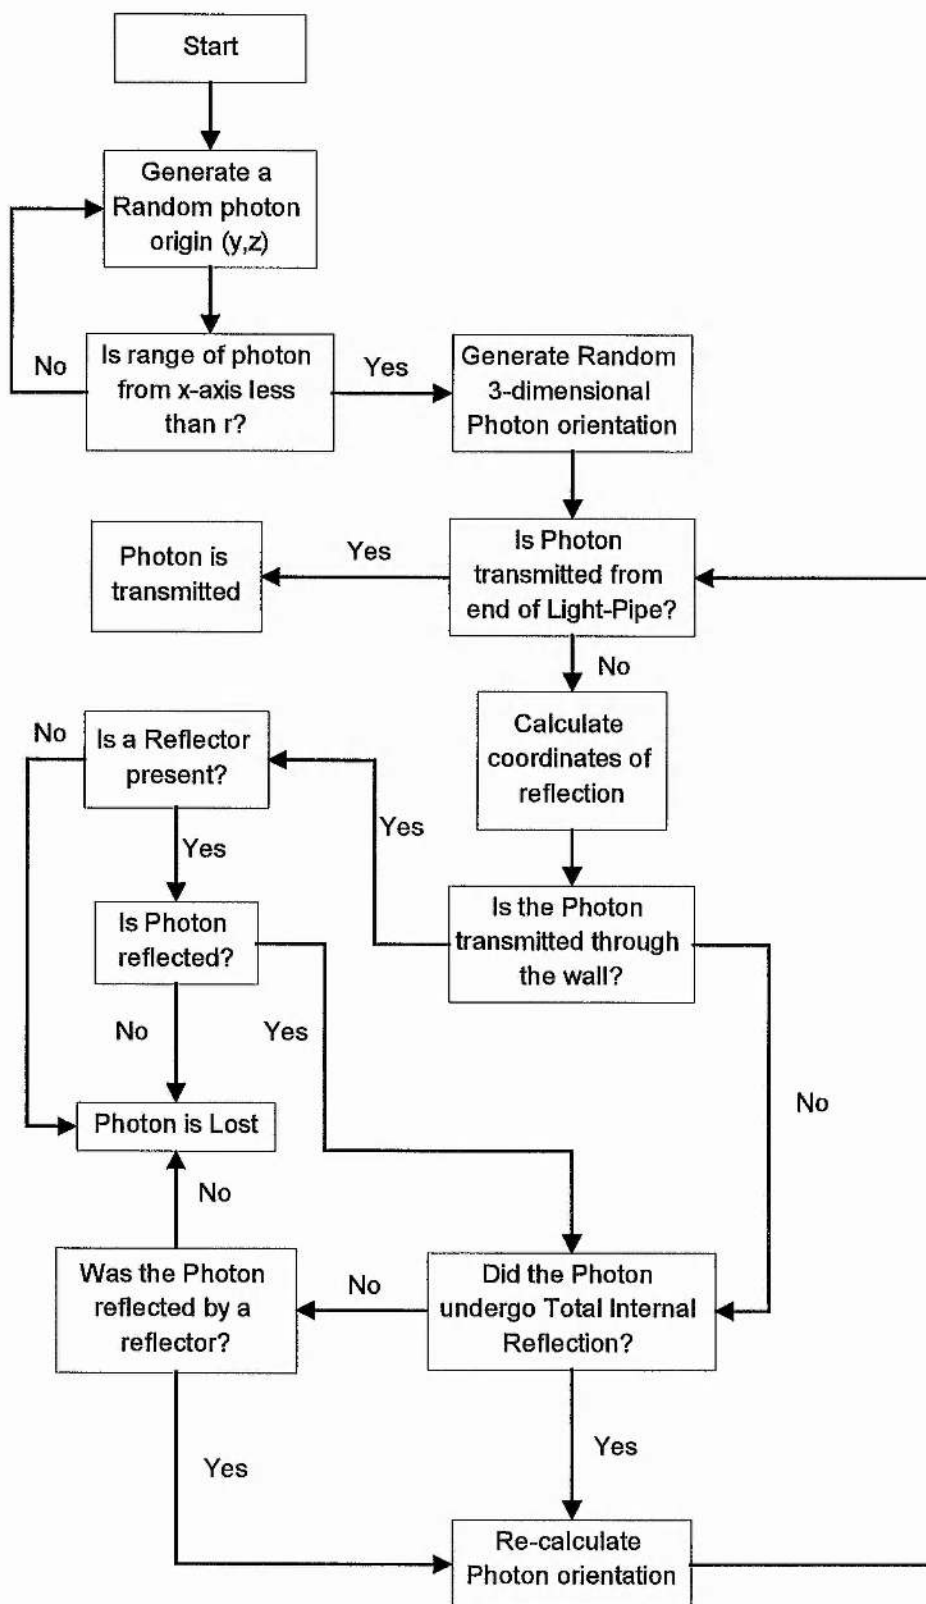 Start
Generate a
Random photon
origin (y,z)
No
Is range of photon
from x-axis less
than r?
Yes
Generate Random
3-dimensional
Photon orientation
Photon is
transmitted
Yes
Is Photon
transmitted from
end of Light-Pipe?
No
Calculate
coordinates of
reflection
No
Is a Reflector
present?
Yes
Yes
Is Photon
reflected?
Is the Photon
transmitted through
the wall?
No
Yes
No
Photon is Lost
No
Was the Photon
reflected by a
reflector?
No
Did the Photon
undergo Total Internal
Reflection?
Yes
Yes
Re-calculate
Photon orientation